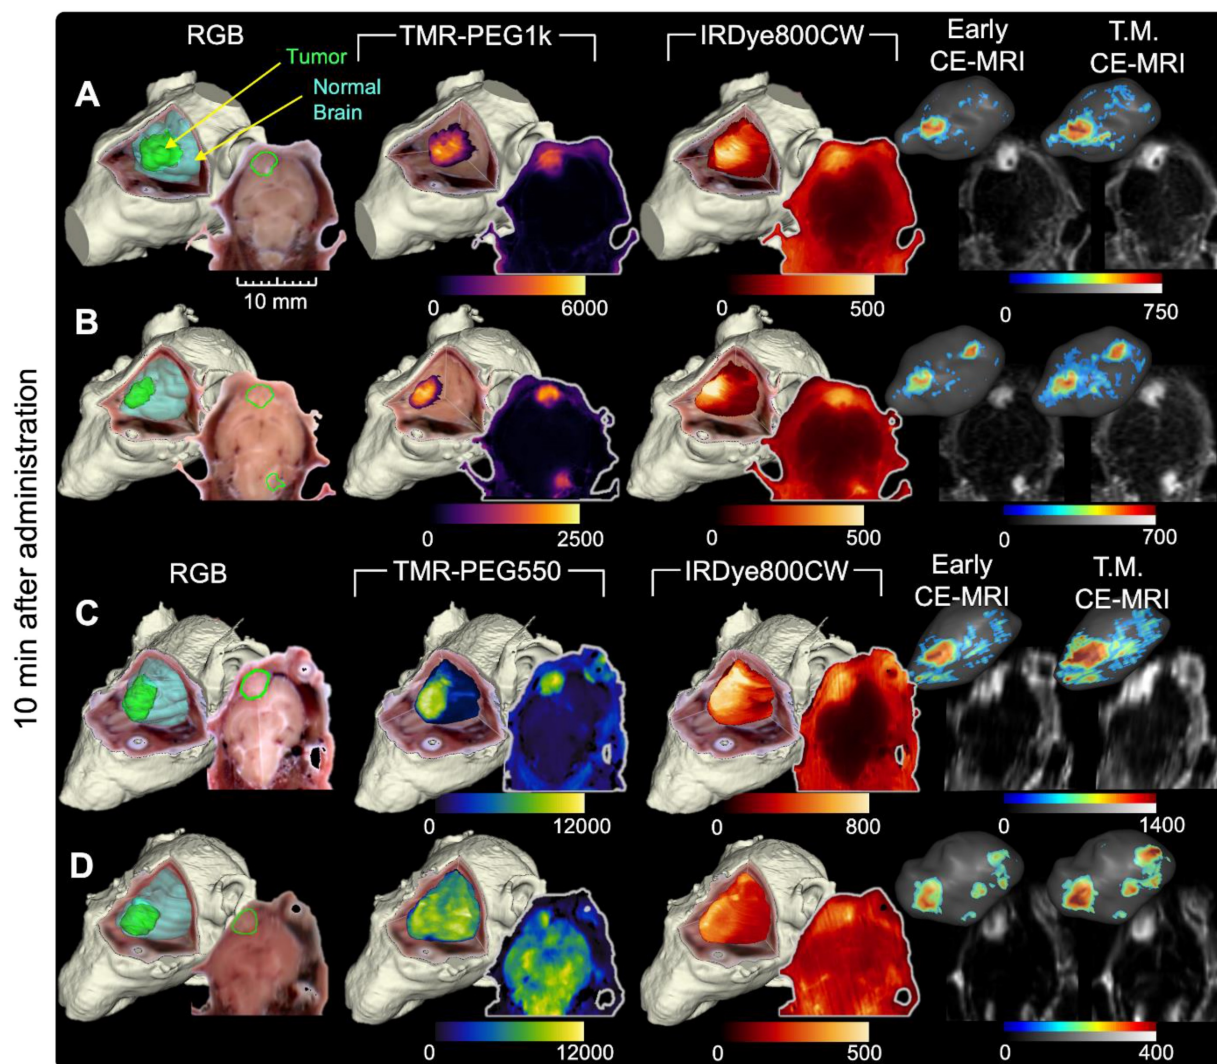 10 min after administration
RGB
TMR-PEG1k
IRDye800CW
Early
CE-MRI
T.M.
CE-MRI
A
Tumor
Normal
Brain
10 mm
0 6000
0 500
0 750
B
0 2500
0 500
0 700
RGB
TMR-PEG550
IRDye800CW
Early
CE-MRI
T.M.
CE-MRI
C
0 12000
0 800
0 1400
D
0 12000
0 500
0 400